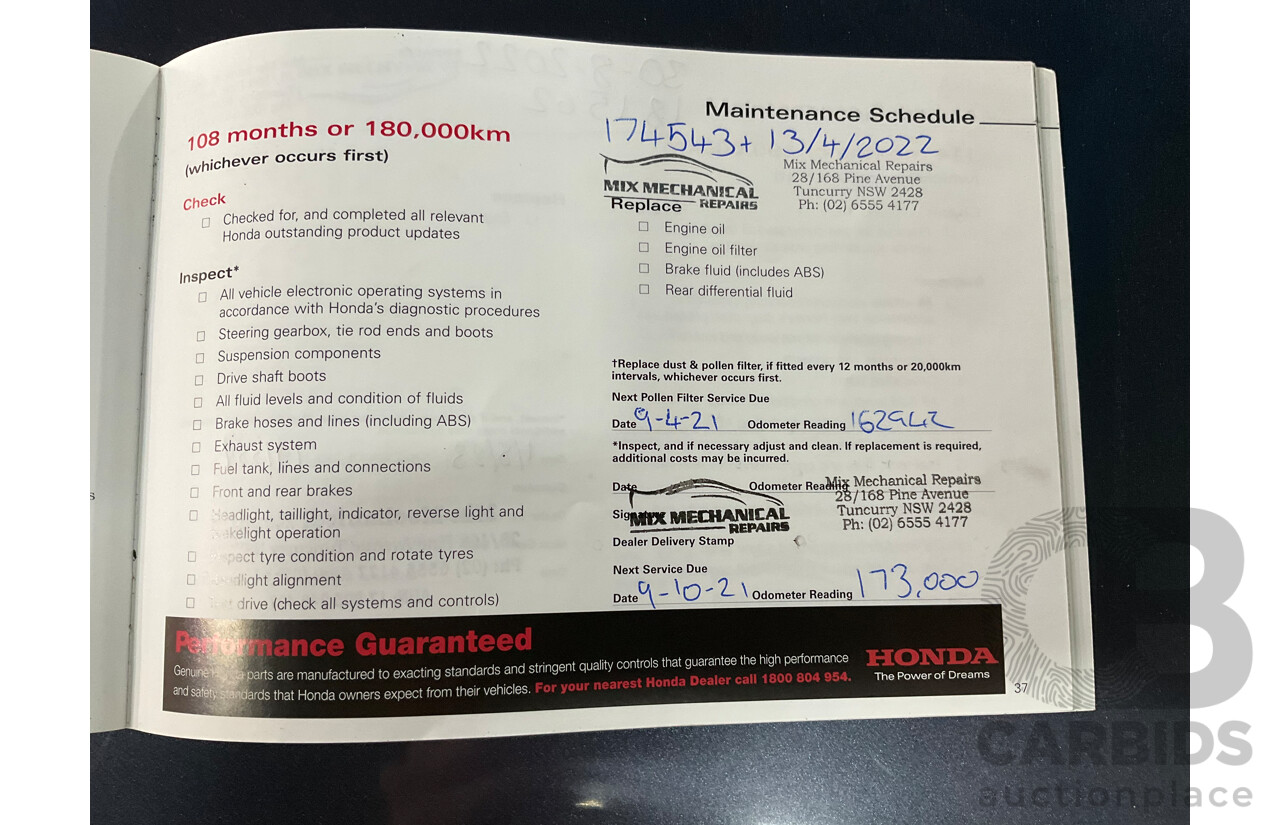 108 months or 180,000km
(whichever occurs first)
Check
Checked for, and completed all relevant
Honda outstanding product updates
Inspect*
All vehicle electronic operating systems in
accordance with Honda's diagnostic procedures
Steering gearbox, tie rod ends and boots
Suspension components
Drive shaft boots
All fluid levels and condition of fluids
Brake hoses and lines (including ABS)
Exhaust system
Fuel tank, lines and connections
Front and rear brakes
Headlight, taillight, indicator, reverse light and
brakelight operation
Inspect tyre condition and rotate tyres
Headlight alignment
Test drive (check all systems and controls)
Maintenance Schedule
174543+ 13/4/2022
MIX MECHANICAL
REPAIRS
Mix Mechanical Repairs
28/168 Pine Avenue
Tuncurry NSW 2428
Ph: (02) 6555 4177
Replace
Engine oil
Engine oil filter
Brake fluid (includes ABS)
Rear differential fluid
†Replace dust & pollen filter, if fitted every 12 months or 20,000km
intervals, whichever occurs first.
Next Pollen Filter Service Due
Date 9-4-21 Odometer Reading 162942
*Inspect, and if necessary adjust and clean. If replacement is required,
additional costs may be incurred.
Date Odometer Reading
MIX MECHANICAL
REPAIRS
Mix Mechanical Repairs
28/168 Pine Avenue
Tuncurry NSW 2428
Ph: (02) 6555 4177
Dealer Delivery Stamp
Next Service Due
Date 9-10-21 Odometer Reading 173,000
Performance Guaranteed
Genuine Honda parts are manufactured to exacting standards and stringent quality controls that guarantee the high performance
and safety standards that Honda owners expect from their vehicles. For your nearest Honda Dealer call 1800 804 954.
HONDA
The Power of Dreams
37
CARBIDS
auctionplace